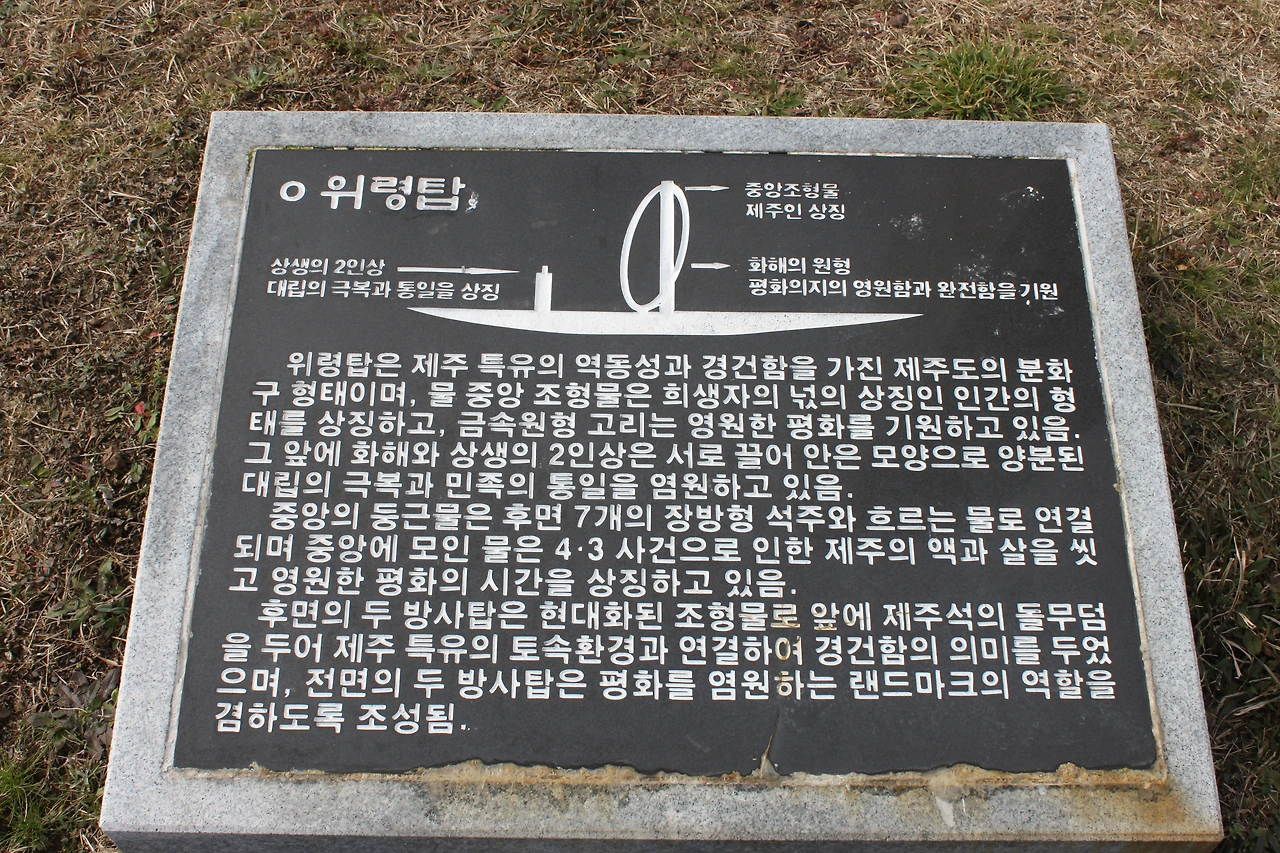 o 위령탑
중앙조형물
제주인 상징
상생의 2인상
대립의 극복과 통일을 상징
화해의 원형
평화의지의 영원함과 완전함을 기원
위령탑은 제주 특유의 역동성과 경건함을 가진 제주도의 분화
구 형태이며, 물 중앙 조형물은 희생자의 넋의 상징인 인간의 형
태를 상징하고, 금속원형 고리는 영원한 평화를 기원하고 있음.
그 앞에 화해와 상생의 2인상은 서로 끌어 안은 모양으로 양분된
대립의 극복과 민족의 통일을 염원하고 있음.
중앙의 둥근물은 후면 7개의 장방형 석주와 흐르는 물로 연결
되며 중앙에 모인 물은 4·3 사건으로 인한 제주의 액과 살을 씻
고 영원한 평화의 시간을 상징하고 있음.
후면의 두 방사탑은 현대화된 조형물로 앞에 제주석의 돌무덤
을 두어 제주 특유의 토속환경과 연결하여 경건함의 의미를 두었
으며, 전면의 두 방사탑은 평화를 염원하는 랜드마크의 역할을
겸하도록 조성됨.